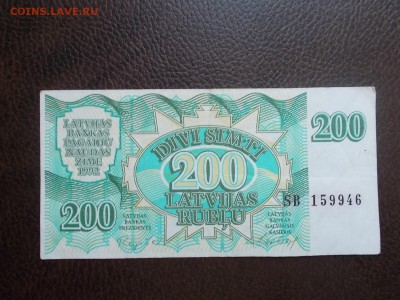 COINS.LAVE.RU
LATVIJAS
BANKAS
PAGAIDU
NAUDAS
ZĪME
1992
DIVI SIMTI
200
LATVIJAS
RUBĻU
200
SB 159946
200
LATVIJAS
BANKAS
PREZIDENTS
LATVIJAS
BANKAS
GALVENAIS
KASIERIS